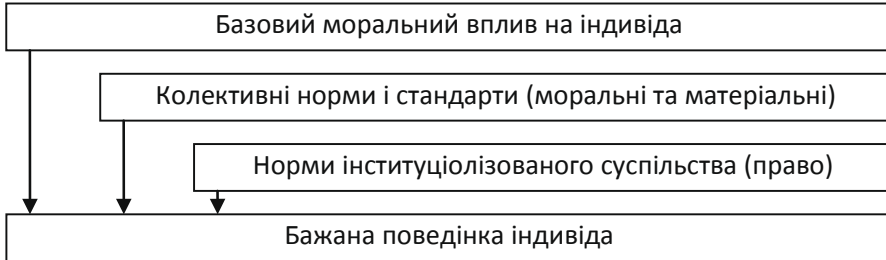 Базовий моральний вплив на індивіда
Колективні норми і стандарти (моральні та матеріальні)
Норми інституціолізованого суспільства (право)
Бажана поведінка індивіда